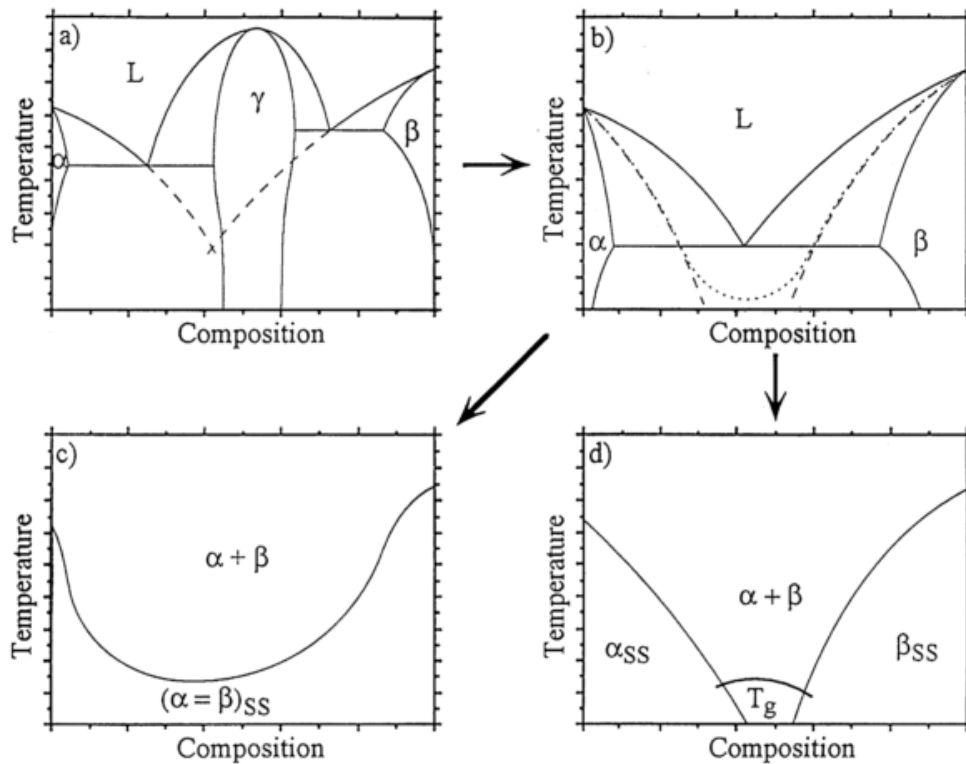 a)
L
γ
α
β
Temperature
Composition
b)
L
α
β
Temperature
Composition
c)
α + β
(α = β)SS
Temperature
Composition
d)
α + β
αSS
βSS
Tg
Temperature
Composition